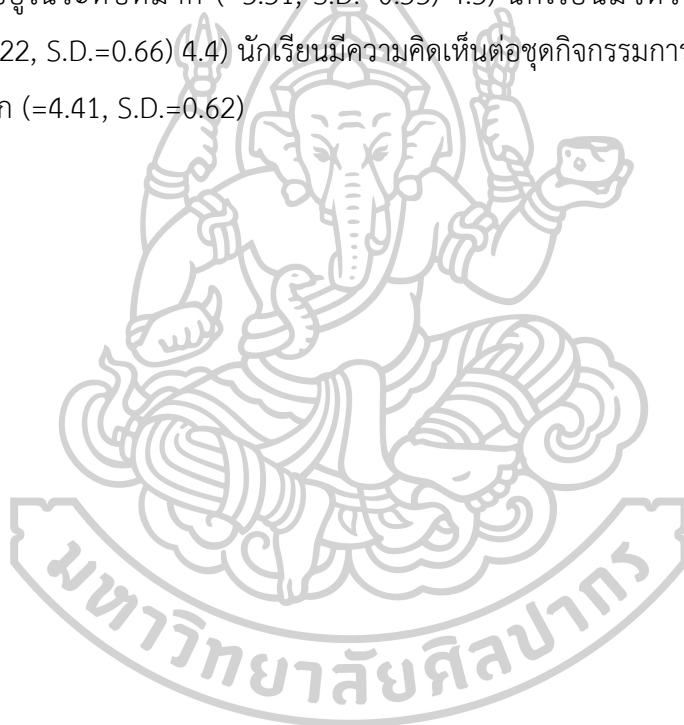 22, S.D.=0.66) 4.4) นักเรียนมีความคิดเห็นต่อชุดกิจกรรมการ
ก (=4.41, S.D.=0.62)
มหาวิทยาลัยศิลปากร